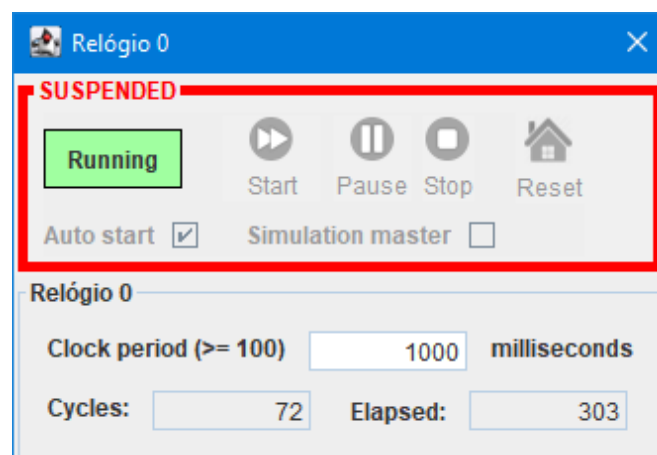 Relógio 0
SUSPENDED
Running
Start Pause Stop Reset
Auto start Simulation master
Relógio 0
Clock period (>= 100) 1000 milliseconds
Cycles: 72 Elapsed: 303